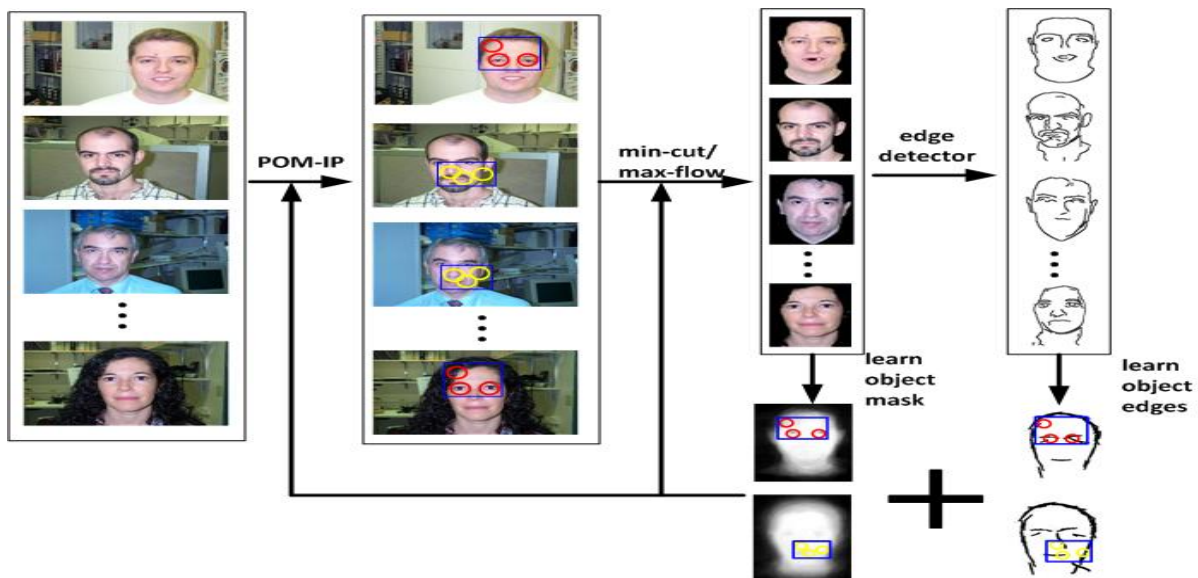 POM-IP
min-cut/
max-flow
edge
detector
learn
object
mask
learn
object
edges